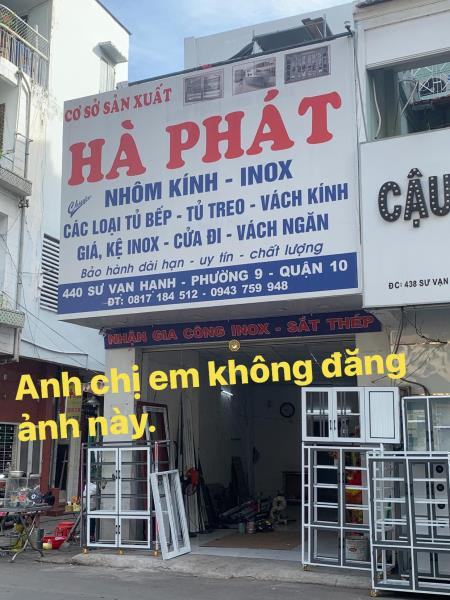 CƠ SỞ SẢN XUẤT
HÀ PHÁT
Chuyên
NHÔM KÍNH - INOX
CÁC LOẠI TỦ BẾP - TỦ TREO - VÁCH KÍNH
GIÁ, KỆ INOX - CỬA ĐI - VÁCH NGĂN
Bảo hành dài hạn - uy tín - chất lượng
440 SƯ VẠN HẠNH - PHƯỜNG 9 - QUẬN 10
ĐT: 0817 184 512 - 0943 759 948
NHẬN GIA CÔNG INOX - SẮT THÉP
CẬU
ĐC: 438 SƯ VẠN
Anh chị em không đăng
ảnh này.